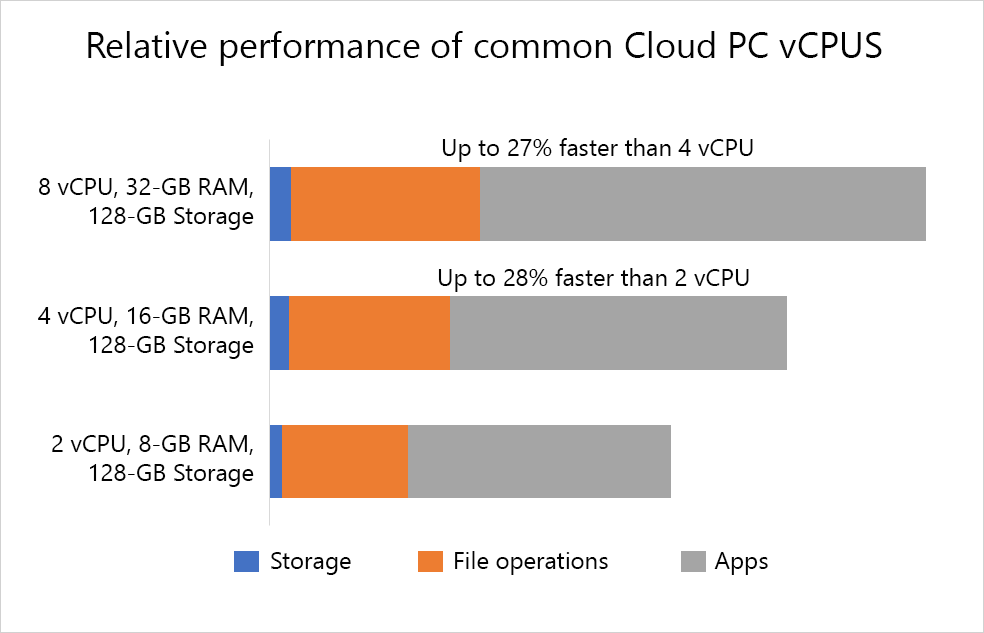 Relative performance of common Cloud PC vCPUS
Up to 27% faster than 4 vCPU
8 vCPU, 32-GB RAM,
128-GB Storage
Up to 28% faster than 2 vCPU
4 vCPU, 16-GB RAM,
128-GB Storage
2 vCPU, 8-GB RAM,
128-GB Storage
Storage
File operations
Apps